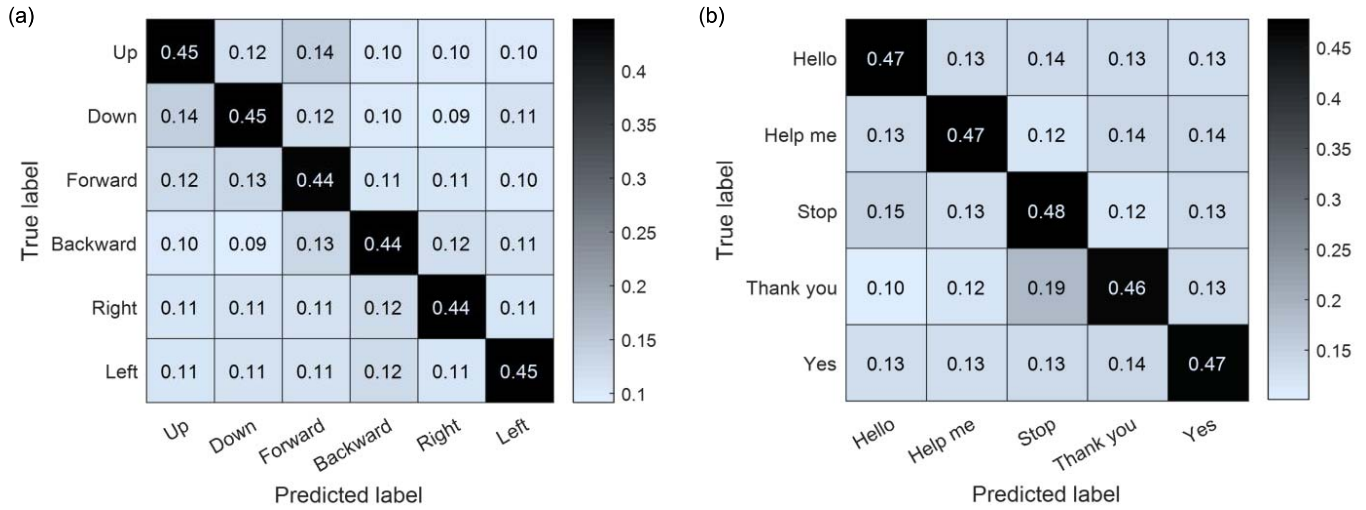 (a)
True label
Up 0.45 0.12 0.14 0.10 0.10 0.10
Down 0.14 0.45 0.12 0.10 0.09 0.11
Forward 0.12 0.13 0.44 0.11 0.11 0.10
Backward 0.10 0.09 0.13 0.44 0.12 0.11
Right 0.11 0.11 0.11 0.12 0.44 0.11
Left 0.11 0.11 0.11 0.12 0.11 0.45
Up Down Forward Backward Right Left
Predicted label
0.4
0.35
0.3
0.25
0.2
0.15
0.1
(b)
True label
Hello 0.47 0.13 0.14 0.13 0.13
Help me 0.13 0.47 0.12 0.14 0.14
Stop 0.15 0.13 0.48 0.12 0.13
Thank you 0.10 0.12 0.19 0.46 0.13
Yes 0.13 0.13 0.13 0.14 0.47
Hello Help me Stop Thank you Yes
Predicted label
0.45
0.4
0.35
0.3
0.25
0.2
0.15